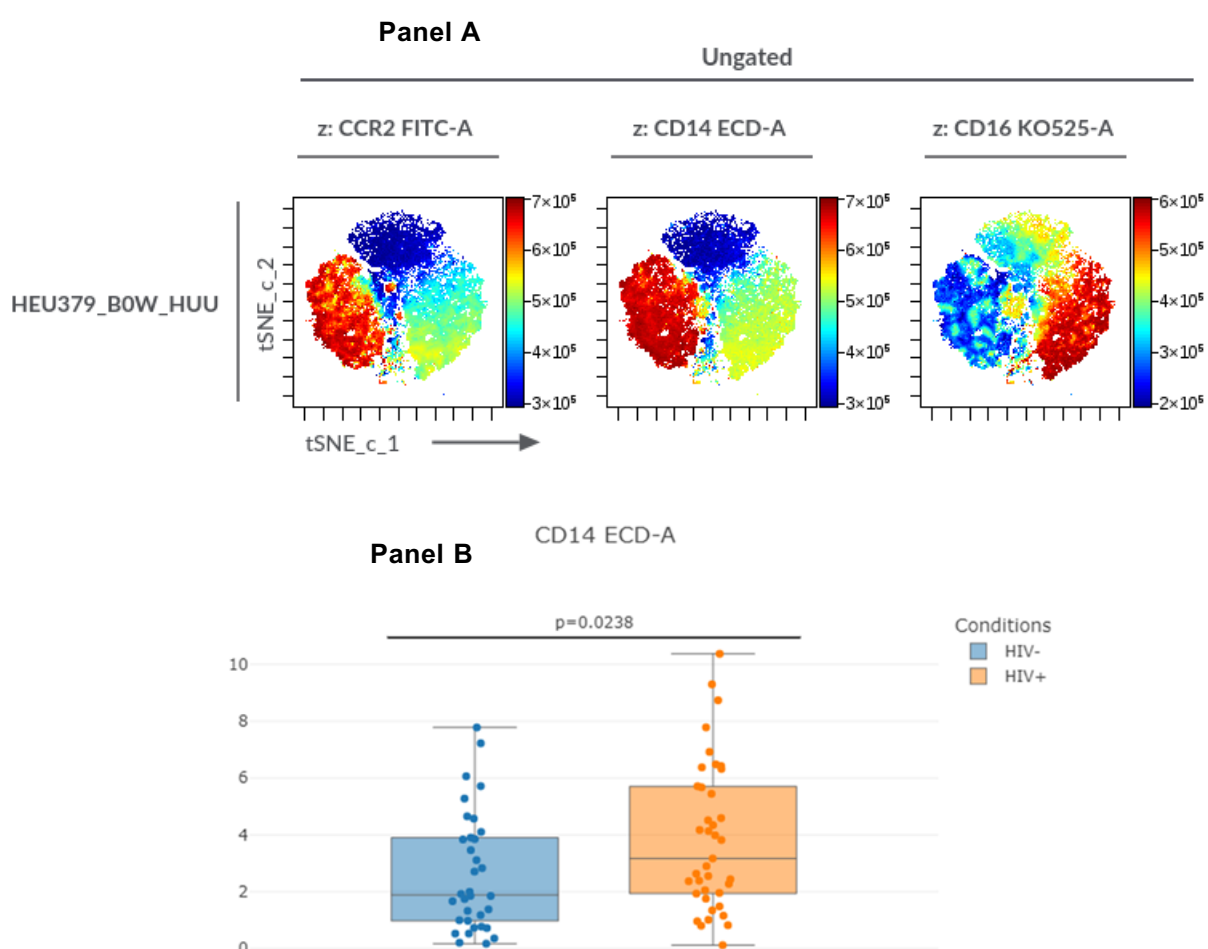 Panel A
Ungated
z: CCR2 FITC-A
z: CD14 ECD-A
z: CD16 KO525-A
HEU379_B0W_HUU
tSNE_c_2
7×10⁵
6×10⁵
5×10⁵
4×10⁵
3×10⁵
7×10⁵
6×10⁵
5×10⁵
4×10⁵
3×10⁵
6×10⁵
5×10⁵
4×10⁵
3×10⁵
2×10⁵
tSNE_c_1
CD14 ECD-A
Panel B
p=0.0238
Conditions
HIV-
HIV+
10
8
6
4
2
0